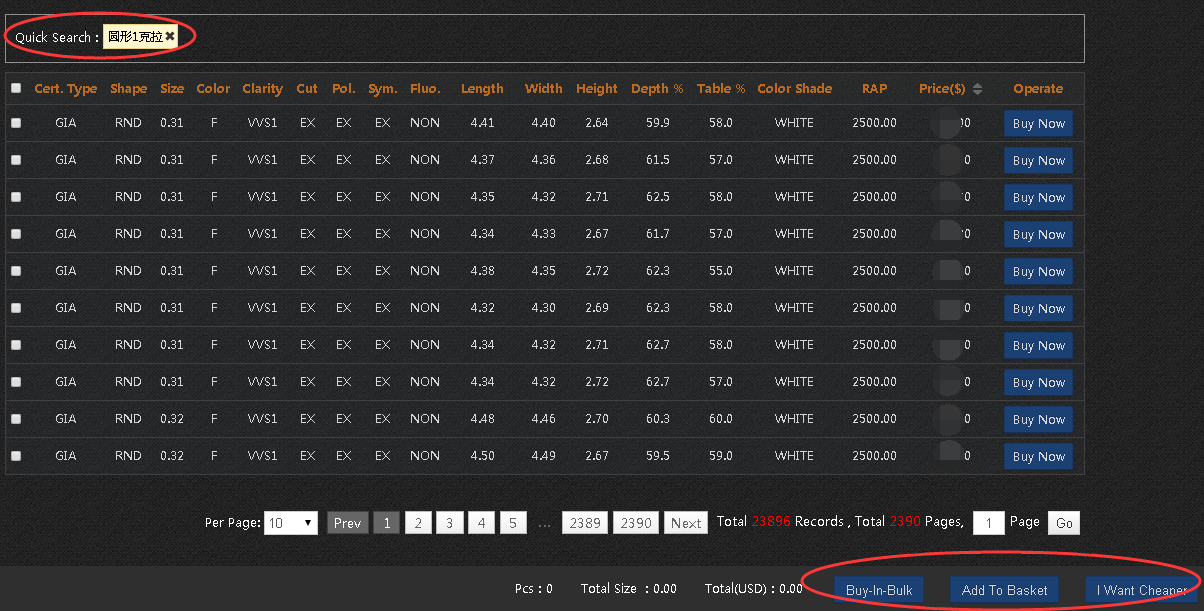 Quick Search : 圆形1克拉✖
Cert. Type Shape Size Color Clarity Cut Pol. Sym. Fluo. Length Width Height Depth % Table % Color Shade RAP Price($) Operate
GIA RND 0.31 F VVS1 EX EX EX NON 4.41 4.40 2.64 59.9 58.0 WHITE 2500.00 0 Buy Now
GIA RND 0.31 F VVS1 EX EX EX NON 4.37 4.36 2.68 61.5 57.0 WHITE 2500.00 0 Buy Now
GIA RND 0.31 F VVS1 EX EX EX NON 4.35 4.32 2.71 62.5 58.0 WHITE 2500.00 0 Buy Now
GIA RND 0.31 F VVS1 EX EX EX NON 4.34 4.33 2.67 61.7 57.0 WHITE 2500.00 0 Buy Now
GIA RND 0.31 F VVS1 EX EX EX NON 4.38 4.35 2.72 62.3 55.0 WHITE 2500.00 0 Buy Now
GIA RND 0.31 F VVS1 EX EX EX NON 4.32 4.30 2.69 62.3 58.0 WHITE 2500.00 0 Buy Now
GIA RND 0.31 F VVS1 EX EX EX NON 4.34 4.32 2.71 62.7 58.0 WHITE 2500.00 0 Buy Now
GIA RND 0.31 F VVS1 EX EX EX NON 4.34 4.32 2.72 62.7 57.0 WHITE 2500.00 0 Buy Now
GIA RND 0.32 F VVS1 EX EX EX NON 4.48 4.46 2.70 60.3 60.0 WHITE 2500.00 0 Buy Now
GIA RND 0.32 F VVS1 EX EX EX NON 4.50 4.49 2.67 59.5 59.0 WHITE 2500.00 0 Buy Now
Per Page: 10 Prev 1 2 3 4 5 ... 2389 2390 Next Total 23896 Records , Total 2390 Pages, 1 Page Go
Pcs : 0 Total Size : 0.00 Total(USD) : 0.00 Buy-In-Bulk Add To Basket I Want Cheaper